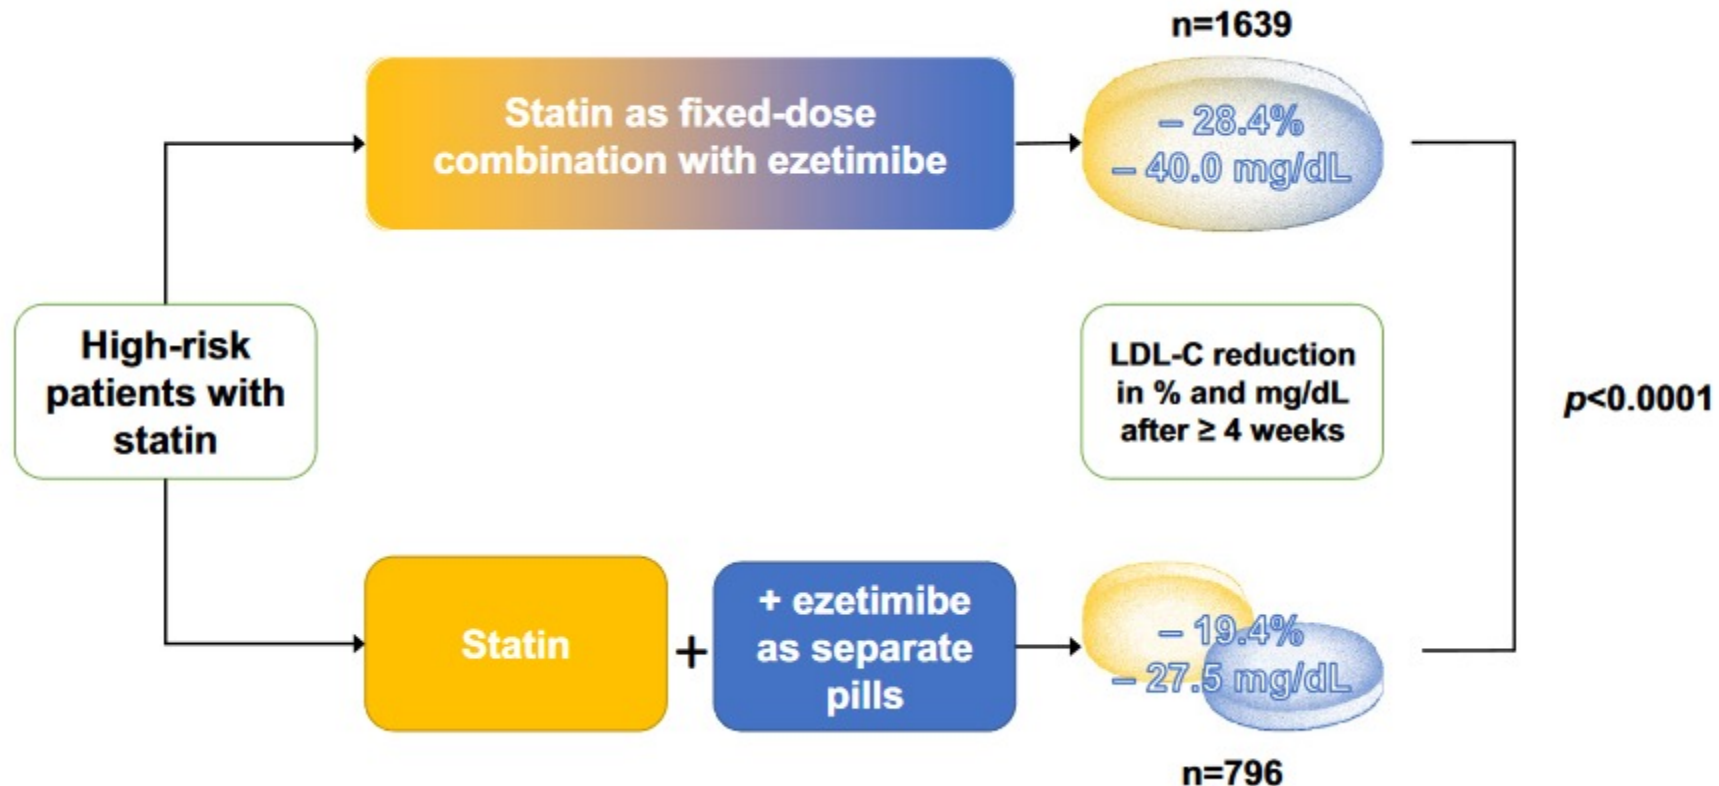 n=1639
Statin as fixed-dose
combination with ezetimibe
– 28.4%
– 40.0 mg/dL
High-risk
patients with
statin
LDL-C reduction
in % and mg/dL
after ≥ 4 weeks
p<0.0001
Statin
+
+ ezetimibe
as separate
pills
– 19.4%
– 27.5 mg/dL
n=796